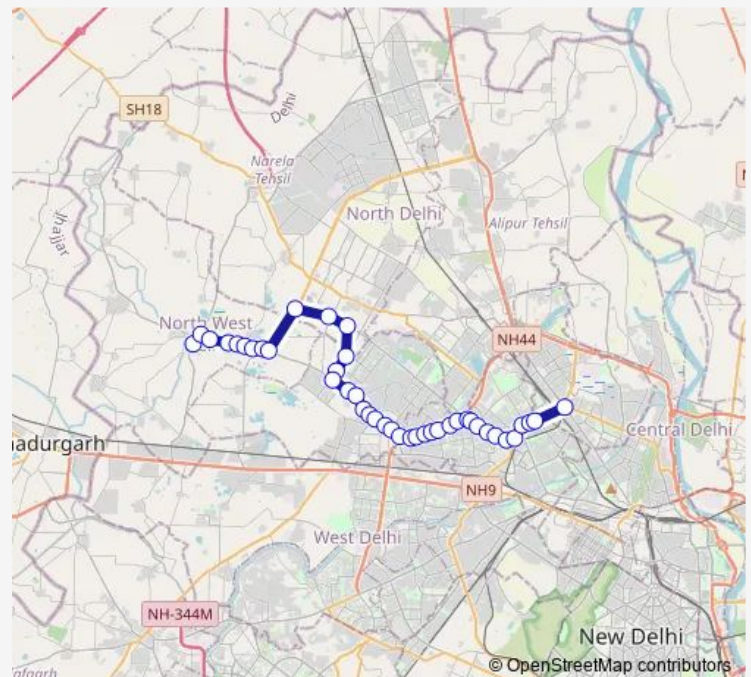 SH18
Delhi
Narela
Tehsil
North Delhi
Alipur Tehsil
Jhajjar
North West
NH44
Central Delhi
adurgarh
NH9
West Delhi
NH-344M
New Delhi
© OpenStreetMap contributors